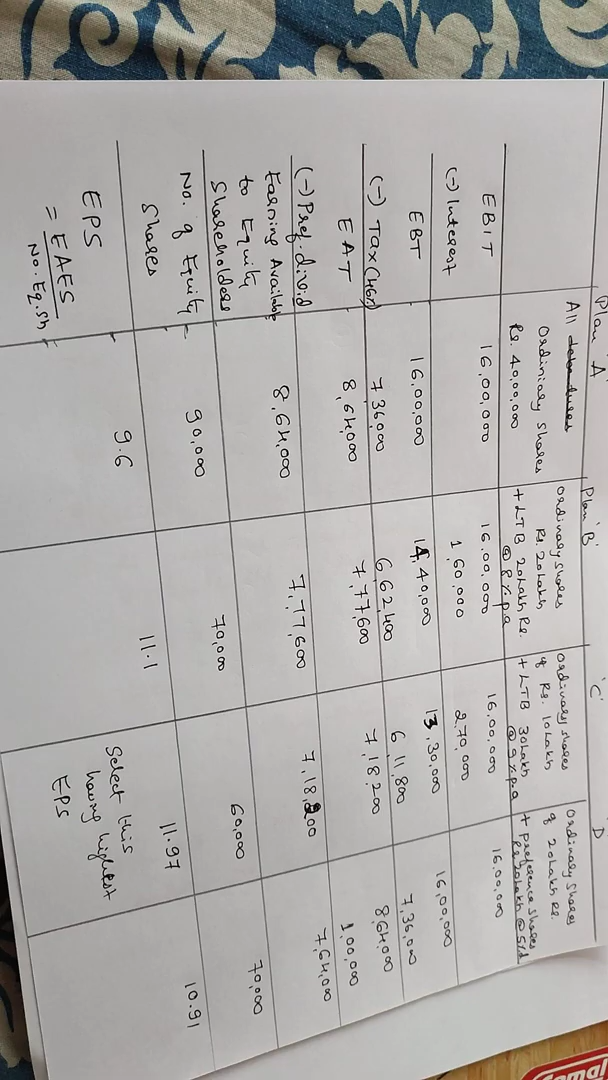 Plan 'A'
All debentures
Ordiniary shares
Rs. 40,00,000
Plan 'B'
Ordinary shares
Rs. 20 Lakh
+ LTB 20 Lakh Rs.
@ 8% p.a
'C'
Ordinary shares
of Rs. 10 Lakh
+ LTB 30 Lakh
@ 9% p.a
D
Ordinary shares
of 20 Lakh Rs.
+ Preference shares
EBIT 16,00,000 16,00,000 16,00,000 16,00,000
(-) Interest 1,60,000 2,70,000
EBT 16,00,000 14,40,000 13,30,000 16,00,000
(-) Tax (46%) 7,36,000 6,62,400 6,11,800 7,36,000
EAT 8,64,000 7,77,600 7,18,200 8,64,000
(-) Pref. divid 1,00,000
Earning Available
to Equity
Shareholders 8,64,000 7,77,600 7,18,200 7,64,000
No. of Equity
Shares 90,000 70,000 60,000 70,000
EPS
= EAES
No. Eq. Sh
9.6 11.1 11.97 10.91
Select this
having highest
EPS